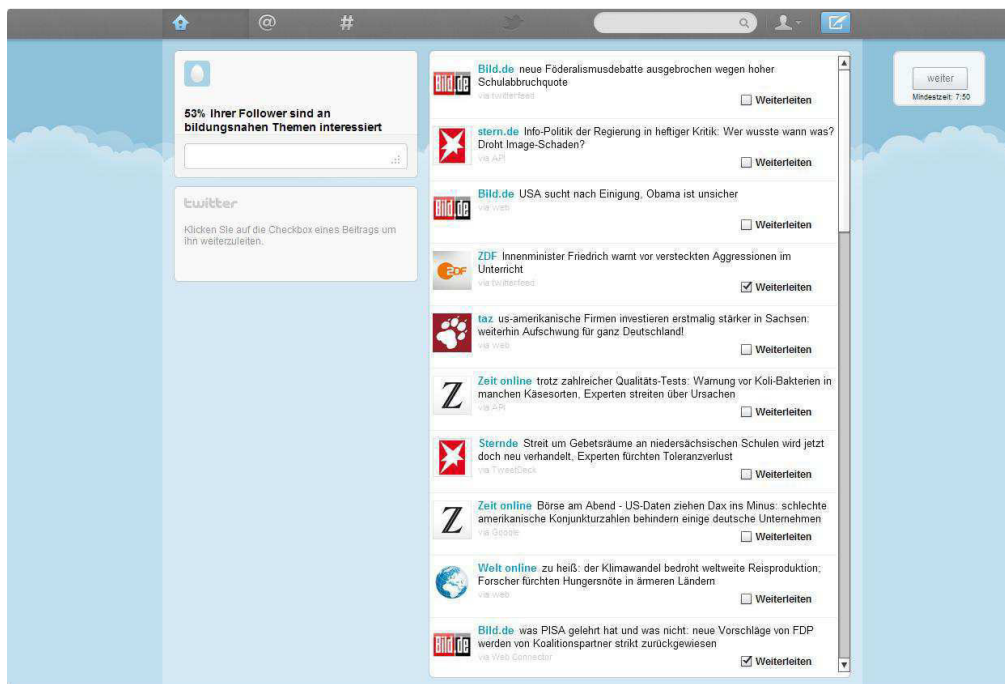 @ #
weiter
Mindestzeit: 7:50
53% Ihrer Follower sind an
bildungsnahen Themen interessiert
twitter
Klicken Sie auf die Checkbox eines Beitrags um
ihn weiterzuleiten.
Bild.de
Bild.de neue Föderalismusdebatte ausgebrochen wegen hoher
Schulabbruchquote
via twitterfeed
Weiterleiten
stern.de Info-Politik der Regierung in heftiger Kritik: Wer wusste wann was?
Droht Image-Schaden?
via API
Weiterleiten
Bild.de
Bild.de USA sucht nach Einigung, Obama ist unsicher
via web
Weiterleiten
ZDF
ZDF Innenminister Friedrich warnt vor versteckten Aggressionen im
Unterricht
via twitterfeed
Weiterleiten
taz us-amerikanische Firmen investieren erstmalig stärker in Sachsen:
weiterhin Aufschwung für ganz Deutschland!
via web
Weiterleiten
Z
Zeit online trotz zahlreicher Qualitäts-Tests: Warnung vor Koli-Bakterien in
manchen Käsesorten, Experten streiten über Ursachen
via API
Weiterleiten
Sternde Streit um Gebetsräume an niedersächsischen Schulen wird jetzt
doch neu verhandelt, Experten fürchten Toleranzverlust
via TweetDeck
Weiterleiten
Z
Zeit online Börse am Abend - US-Daten ziehen Dax ins Minus: schlechte
amerikanische Konjunkturzahlen behindern einige deutsche Unternehmen
via Google
Weiterleiten
Welt online zu heiß: der Klimawandel bedroht weltweite Reisproduktion;
Forscher fürchten Hungersnöte in ärmeren Ländern
via web
Weiterleiten
Bild.de
Bild.de was PISA gelehrt hat und was nicht: neue Vorschläge von FDP
werden von Koalitionspartner strikt zurückgewiesen
via Web Connector
Weiterleiten